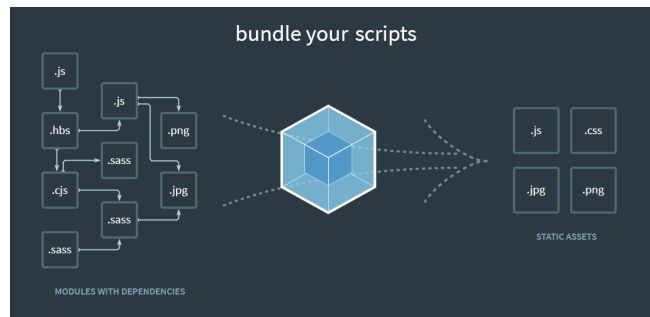 bundle your scripts
.js
.js
.hbs
.png
.sass
.cjs
.jpg
.sass
.sass
MODULES WITH DEPENDENCIES
.js
.css
.jpg
.png
STATIC ASSETS